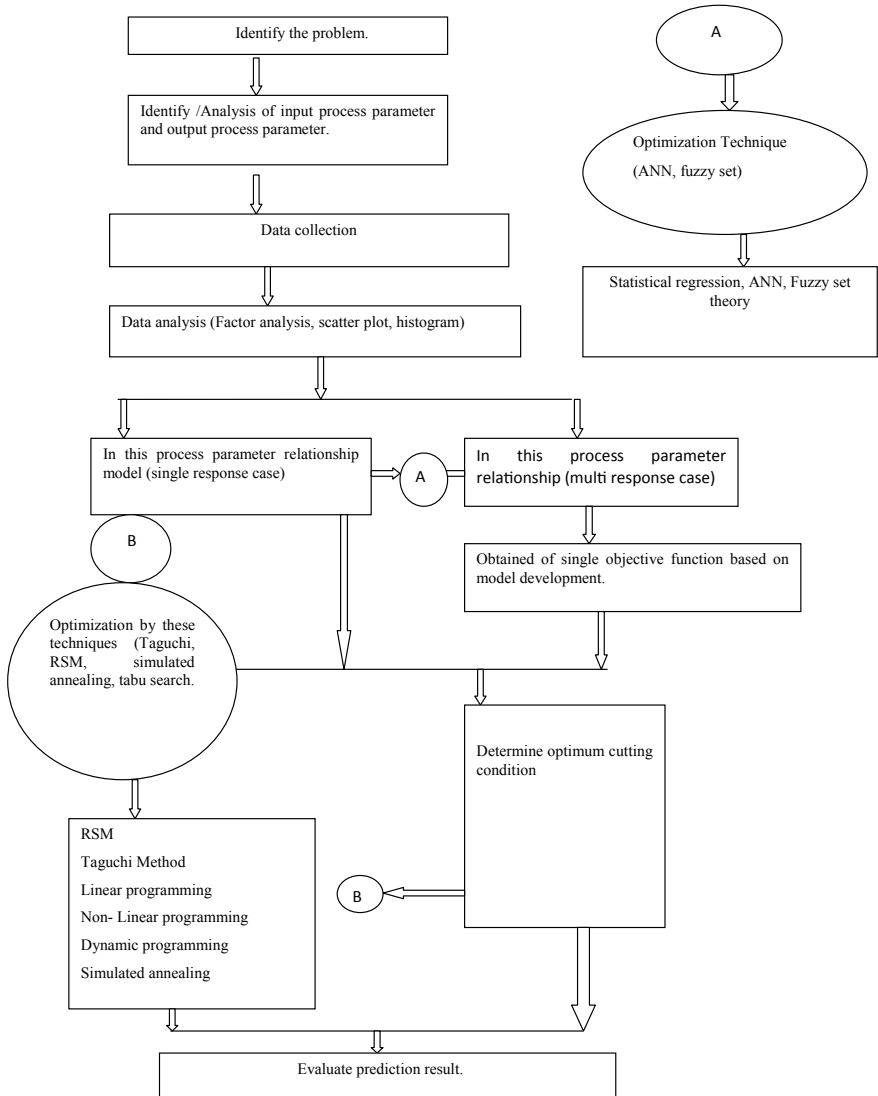 Identify the problem.
A
Identify /Analysis of input process parameter
and output process parameter.
Optimization Technique
(ANN, fuzzy set)
Data collection
Statistical regression, ANN, Fuzzy set
theory
Data analysis (Factor analysis, scatter plot, histogram)
In this process parameter relationship
model (single response case)
A
In this process parameter
relationship (multi response case)
B
Obtained of single objective function based on
model development.
Optimization by these
techniques (Taguchi,
RSM, simulated
annealing, tabu search.
Determine optimum cutting
condition
RSM
Taguchi Method
Linear programming
Non- Linear programming
Dynamic programming
Simulated annealing
B
Evaluate prediction result.